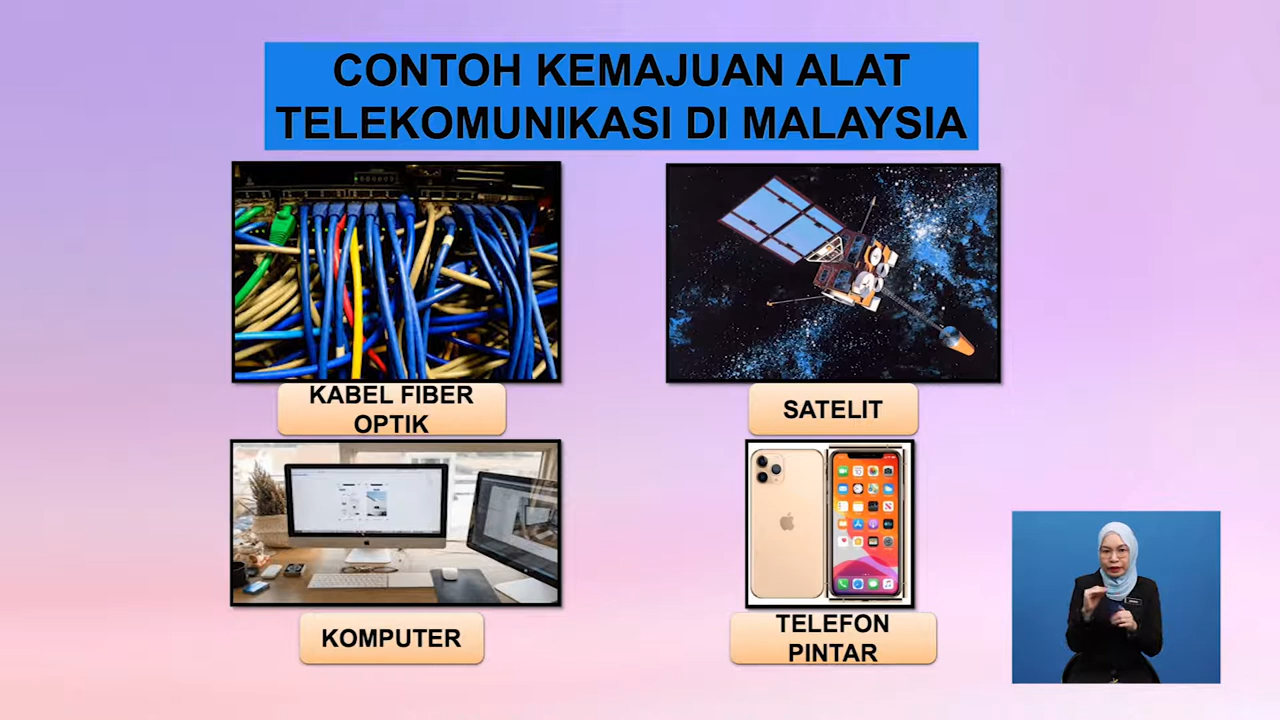 CONTOH KEMAJUAN ALAT
TELEKOMUNIKASI DI MALAYSIA
KABEL FIBER
OPTIK
SATELIT
KOMPUTER
TELEFON
PINTAR